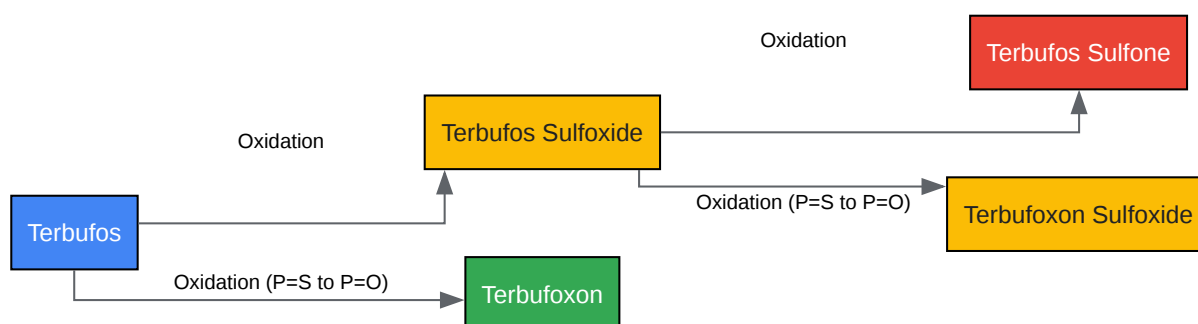 Oxidation
Terbufos Sulfone
Oxidation
Terbufos Sulfoxide
Oxidation (P=S to P=O)
Terbufoxon Sulfoxide
Terbufos
Oxidation (P=S to P=O)
Terbufoxon